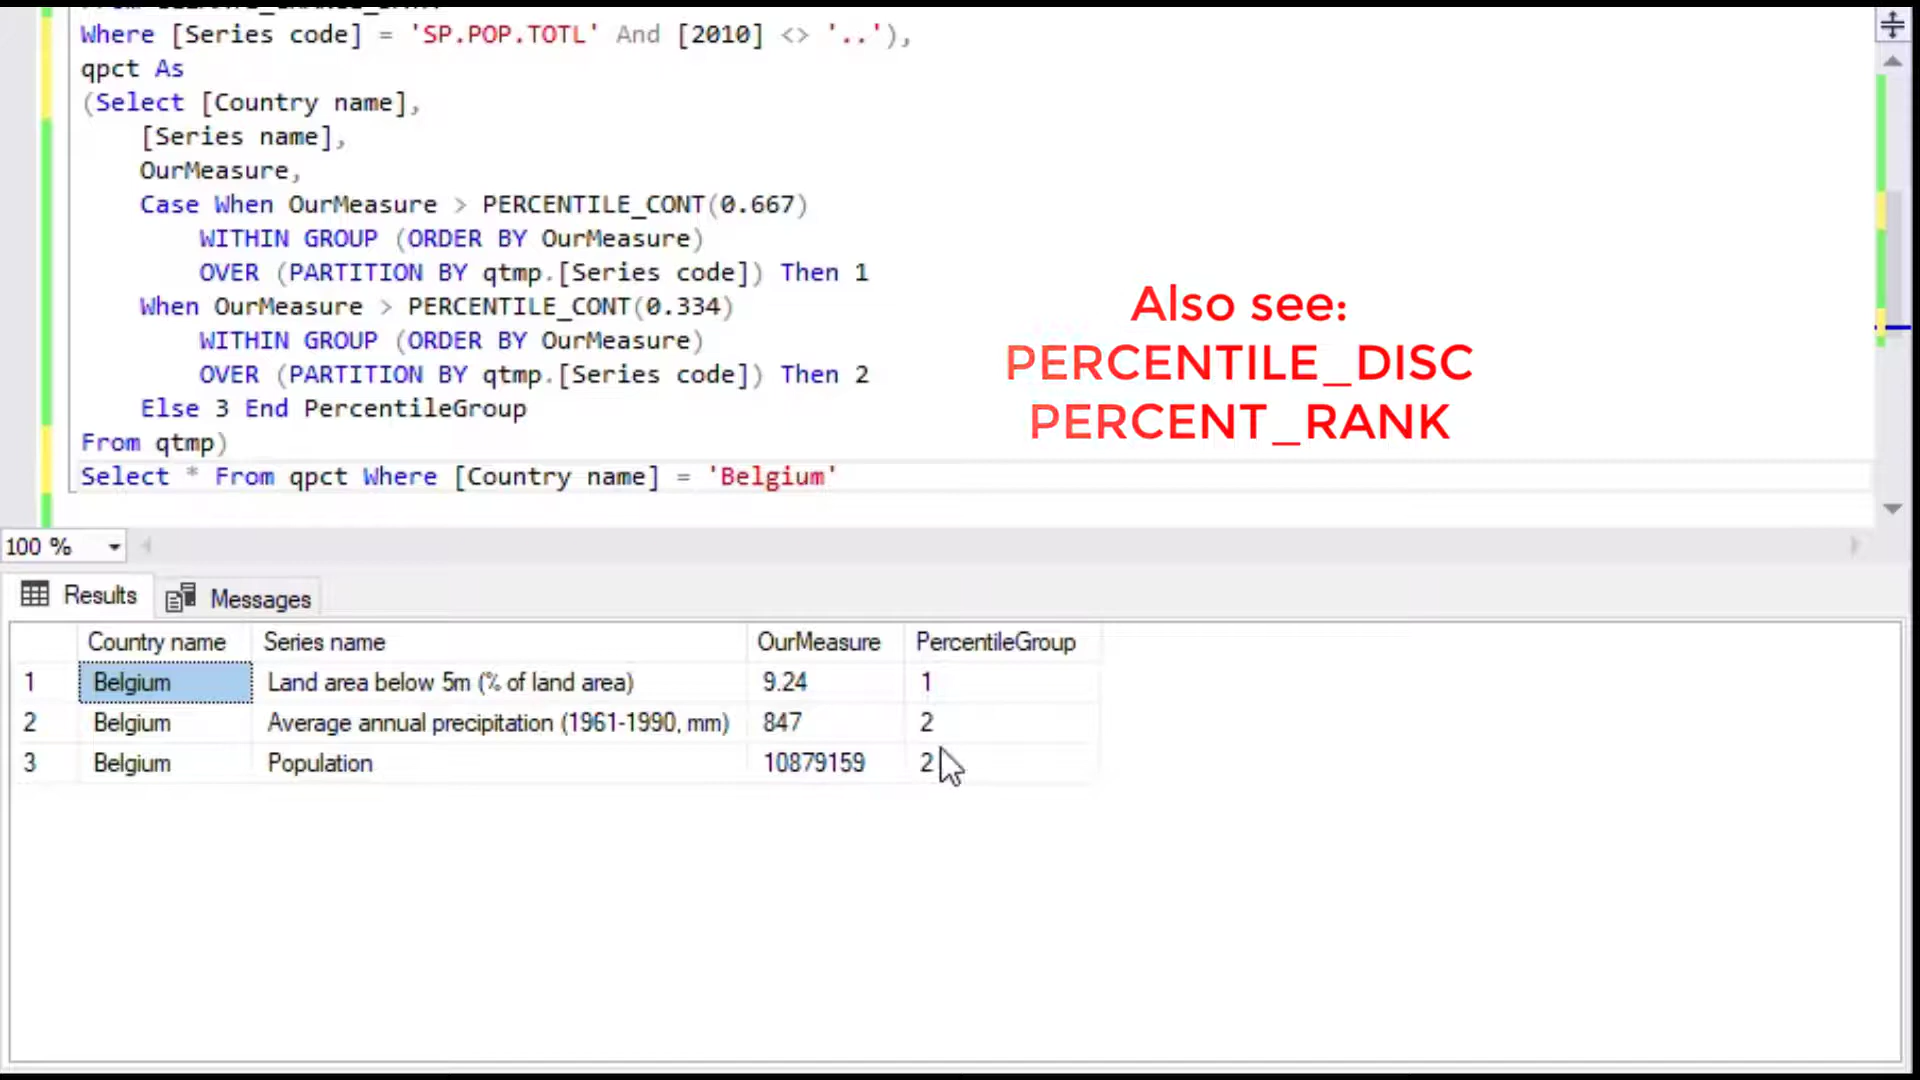 Where [Series code] = 'SP.POP.TOTL' And [2010] <> '..'),
qpct As
(Select [Country name],
[Series name],
OurMeasure,
Case When OurMeasure > PERCENTILE_CONT(0.667)
WITHIN GROUP (ORDER BY OurMeasure)
OVER (PARTITION BY qtmp.[Series code]) Then 1
When OurMeasure > PERCENTILE_CONT(0.334)
WITHIN GROUP (ORDER BY OurMeasure)
OVER (PARTITION BY qtmp.[Series code]) Then 2
Else 3 End PercentileGroup
From qtmp)
Select * From qpct Where [Country name] = 'Belgium'
Also see:
PERCENTILE_DISC
PERCENT_RANK
100 %
Results Messages
Country name Series name OurMeasure PercentileGroup
1 Belgium Land area below 5m (% of land area) 9.24 1
2 Belgium Average annual precipitation (1961-1990, mm) 847 2
3 Belgium Population 10879159 2